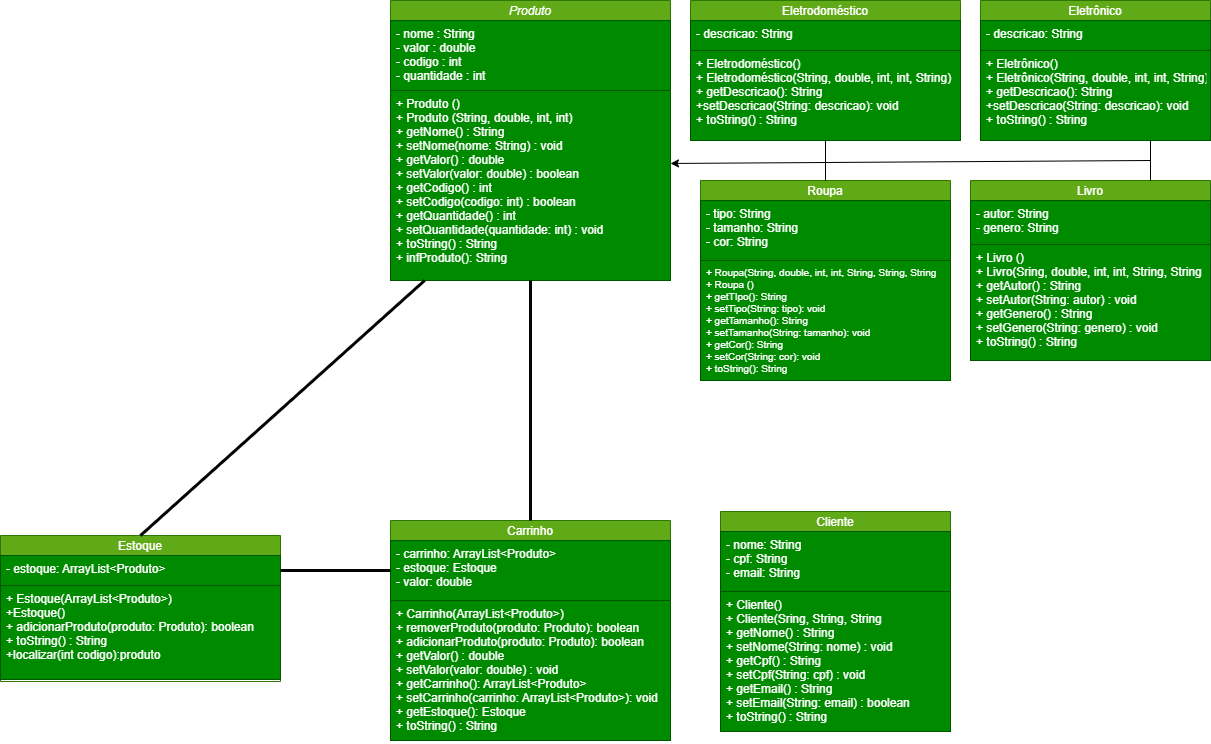 Produto
- nome : String
- valor : double
- codigo : int
- quantidade : int
+ Produto ()
+ Produto (String, double, int, int)
+ getNome() : String
+ setNome(nome: String) : void
+ getValor() : double
+ setValor(valor: double) : boolean
+ getCodigo() : int
+ setCodigo(codigo: int) : boolean
+ getQuantidade() : int
+ setQuantidade(quantidade: int) : void
+ toString() : String
+ infProduto(): String
Eletrodoméstico
- descricao: String
+ Eletrodoméstico()
+ Eletrodoméstico(String, double, int, int, String)
+ getDescricao(): String
+setDescricao(String: descricao): void
+ toString() : String
Eletrônico
- descricao: String
+ Eletrônico()
+ Eletrônico(String, double, int, int, String)
+ getDescricao(): String
+setDescricao(String: descricao): void
+ toString() : String
Roupa
- tipo: String
- tamanho: String
- cor: String
+ Roupa(String, double, int, int, String, String, String
+ Roupa ()
+ getTIpo(): String
+ setTipo(String: tipo): void
+ getTamanho(): String
+ setTamanho(String: tamanho): void
+ getCor(): String
+ setCor(String: cor): void
+ toString(): String
Livro
- autor: String
- genero: String
+ Livro ()
+ Livro(Sring, double, int, int, String, String
+ getAutor() : String
+ setAutor(String: autor) : void
+ getGenero() : String
+ setGenero(String: genero) : void
+ toString() : String
Estoque
- estoque: ArrayList<Produto>
+ Estoque(ArrayList<Produto>)
+Estoque()
+ adicionarProduto(produto: Produto): boolean
+ toString() : String
+localizar(int codigo):produto
Carrinho
- carrinho: ArrayList<Produto>
- estoque: Estoque
- valor: double
+ Carrinho(ArrayList<Produto>)
+ removerProduto(produto: Produto): boolean
+ adicionarProduto(produto: Produto): boolean
+ getValor() : double
+ setValor(valor: double) : void
+ getCarrinho(): ArrayList<Produto>
+ setCarrinho(carrinho: ArrayList<Produto>): void
+ getEstoque(): Estoque
+ toString() : String
Cliente
- nome: String
- cpf: String
- email: String
+ Cliente()
+ Cliente(Sring, String, String
+ getNome() : String
+ setNome(String: nome) : void
+ getCpf() : String
+ setCpf(String: cpf) : void
+ getEmail() : String
+ setEmail(String: email) : boolean
+ toString() : String